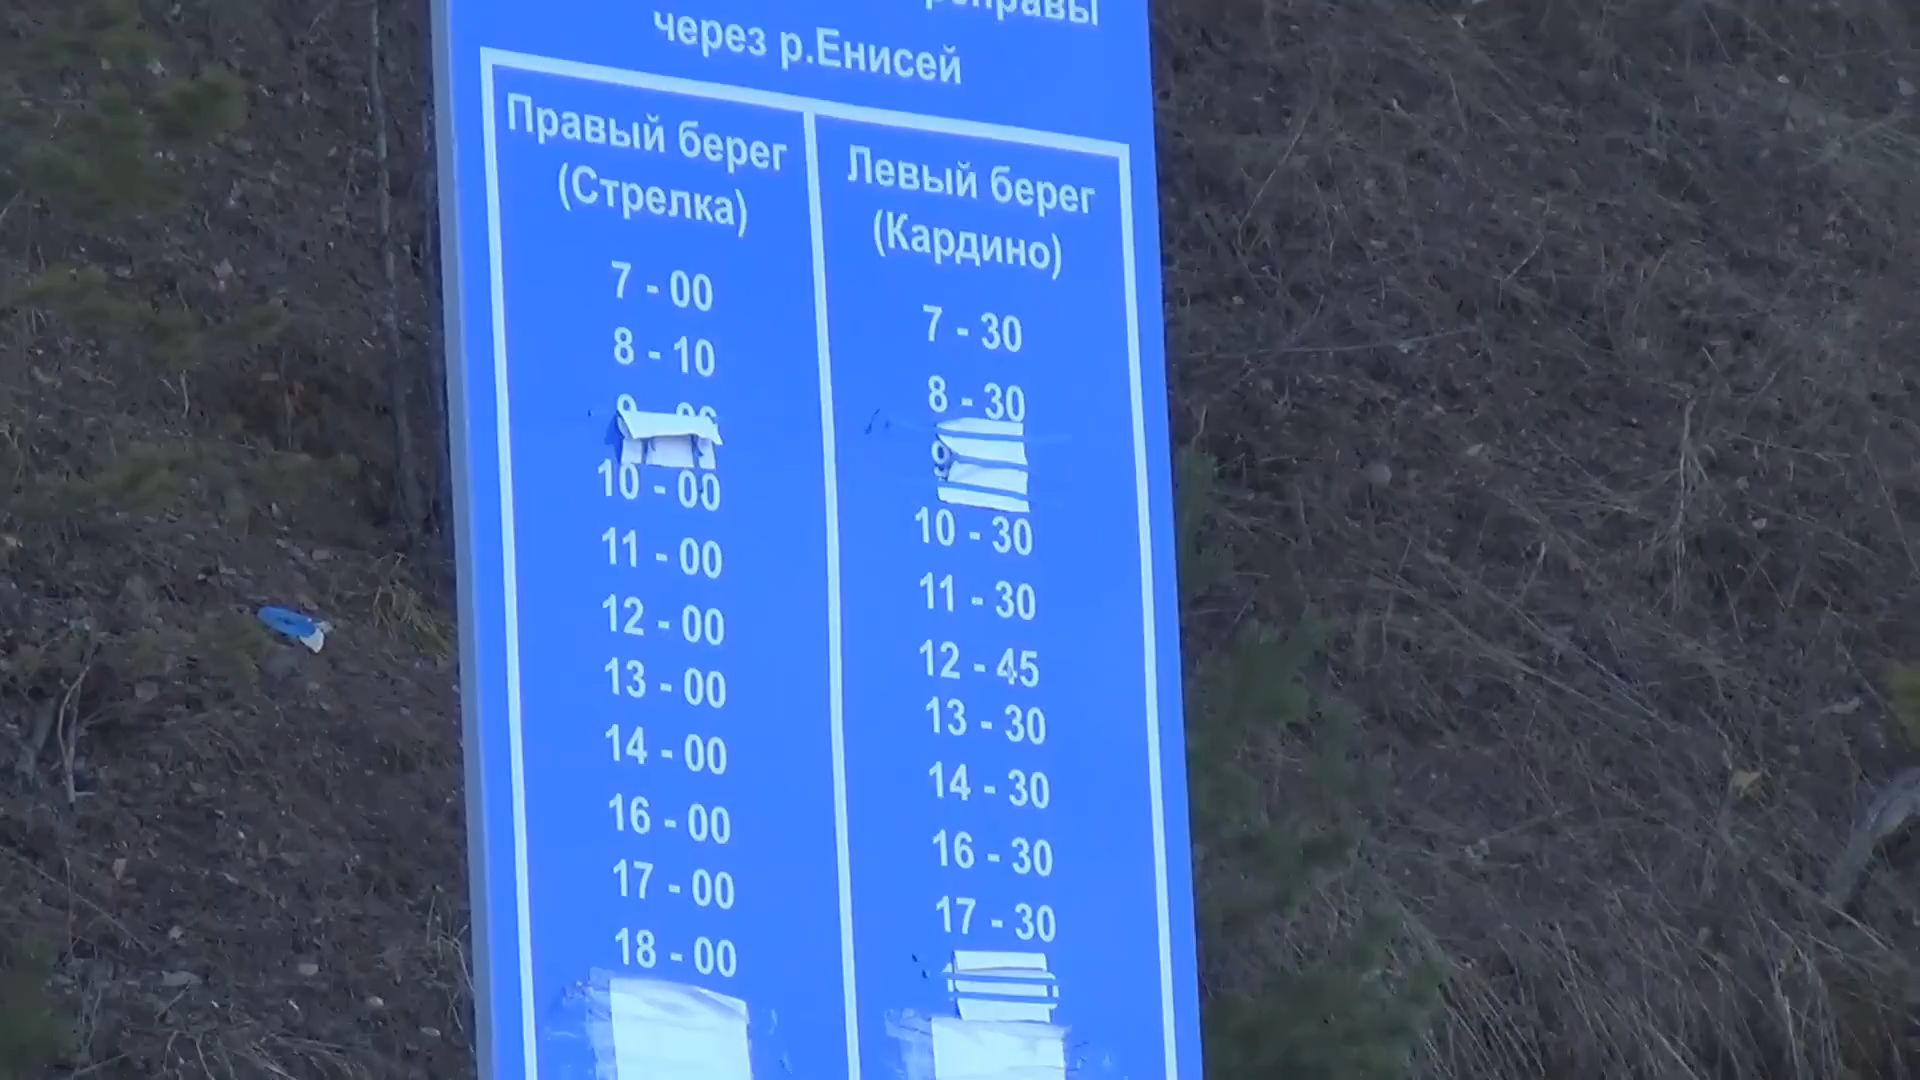 через р.Енисей
Правый берег
(Стрелка)
7 - 00
8 - 10
10 - 00
11 - 00
12 - 00
13 - 00
14 - 00
16 - 00
17 - 00
18 - 00
Левый берег
(Кардино)
7 - 30
8 - 30
10 - 30
11 - 30
12 - 45
13 - 30
14 - 30
16 - 30
17 - 30